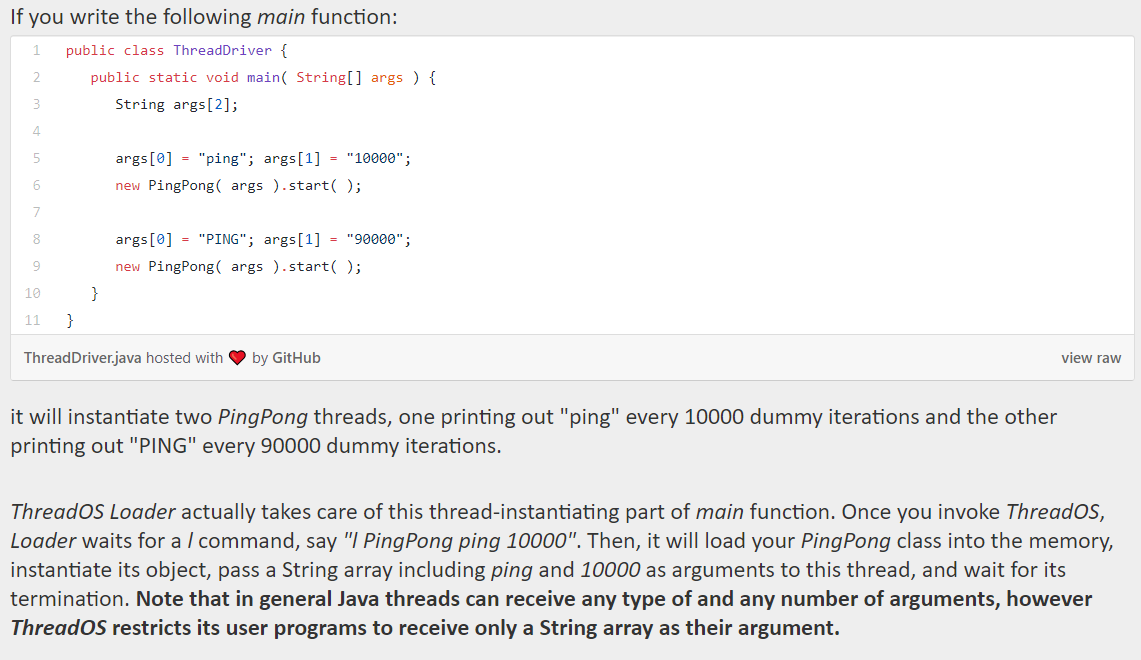 If you write the following main function:
1 public class ThreadDriver {
2 public static void main( String[] args ) {
3 String args[2];
4
5 args[0] = "ping"; args[1] = "10000";
6 new PingPong( args ).start( );
7
8 args[0] = "PING"; args[1] = "90000";
9 new PingPong( args ).start( );
10 }
11 }
ThreadDriver.java hosted with ❤ by GitHub view raw
it will instantiate two PingPong threads, one printing out "ping" every 10000 dummy iterations and the other
printing out "PING" every 90000 dummy iterations.
ThreadOS Loader actually takes care of this thread-instantiating part of main function. Once you invoke ThreadOS,
Loader waits for a l command, say "l PingPong ping 10000". Then, it will load your PingPong class into the memory,
instantiate its object, pass a String array including ping and 10000 as arguments to this thread, and wait for its
termination. Note that in general Java threads can receive any type of and any number of arguments, however
ThreadOS restricts its user programs to receive only a String array as their argument.